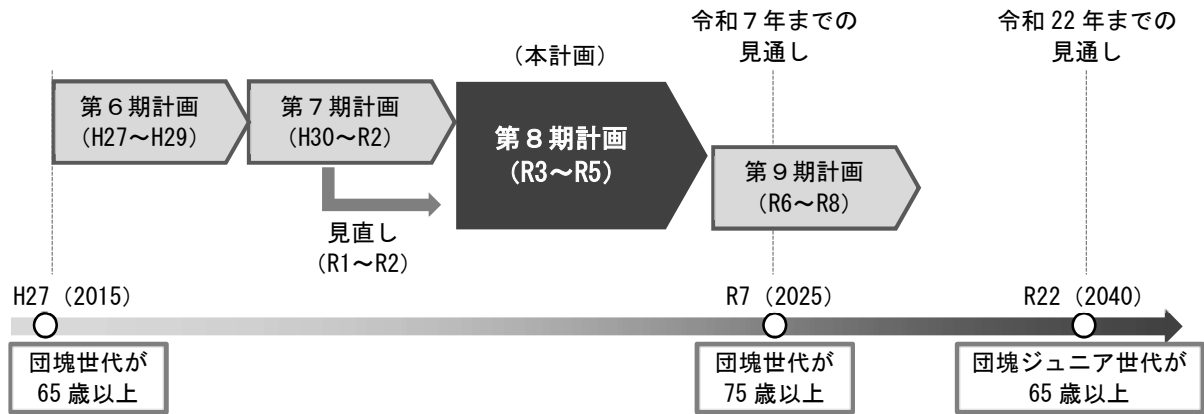 令和７年までの
見通し
令和 22 年までの
見通し
（本計画）
第６期計画
(H27～H29)
第７期計画
(H30～R2)
第８期計画
(R3～R5)
第９期計画
(R6～R8)
見直し
(R1～R2)
H27（2015）
R7（2025）
R22（2040）
団塊世代が
65 歳以上
団塊世代が
75 歳以上
団塊ジュニア世代が
65 歳以上